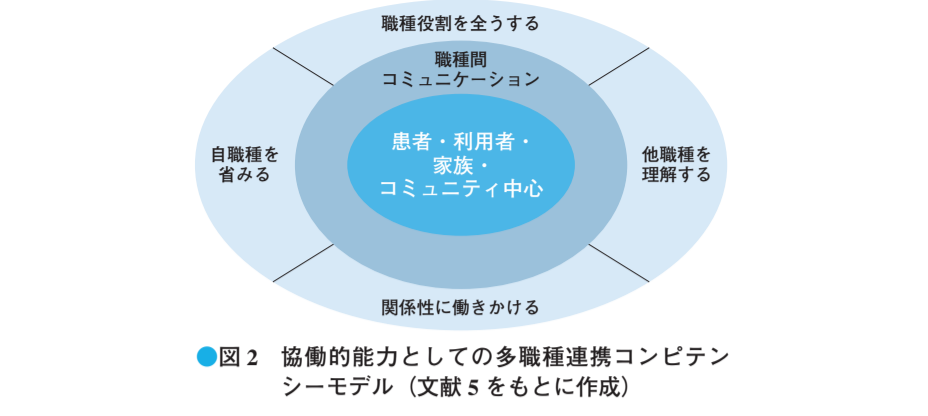 職種役割を全うする
職種間
コミュニケーション
患者・利用者・
家族・
コミュニティ中心
自職種を
省みる
他職種を
理解する
関係性に働きかける
●図2 協働的能力としての多職種連携コンピテン
シーモデル（文献5をもとに作成）